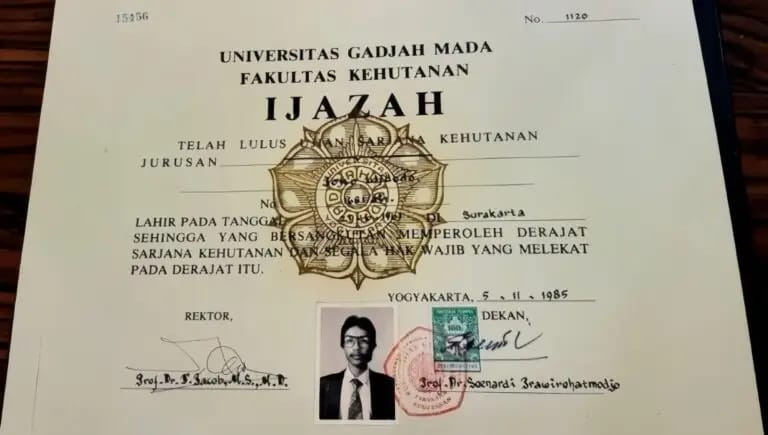 15456
No. 1120
UNIVERSITAS GADJAH MADA
FAKULTAS KEHUTANAN
IJAZAH
TELAH LULUS UJIAN SARJANA KEHUTANAN
JURUSAN
No
LAHIR PADA TANGGAL 1961 DI Surakarta
SEHINGGA YANG BERSANGKUTAN MEMPEROLEH DERAJAT
SARJANA KEHUTANAN DAN SEGALA HAK WAJIB YANG MELEKAT
PADA DERAJAT ITU.
YOGYAKARTA, 5 - 11 - 1985
REKTOR,
DEKAN,
Prof. Dr. T. Jacob, M.S., M.D.
Prof. Dr. Soenardi Prawirohatmodjo